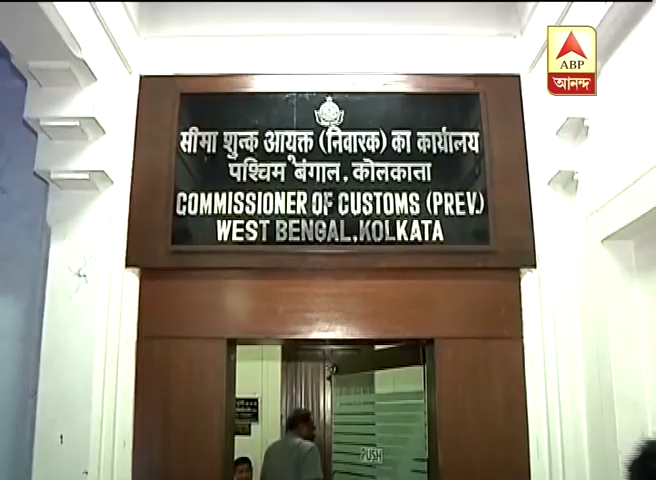 ABP
আনন্দ
सीमा शुल्क आयुक्त (निवारक) का कार्यालय
पश्चिम बंगाल, कोलकाता
COMMISSIONER OF CUSTOMS (PREV.)
WEST BENGAL, KOLKATA
PUSH